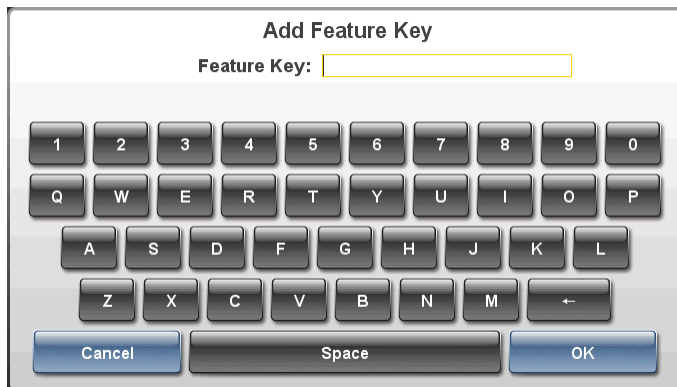 Add Feature Key
Feature Key:
1 2 3 4 5 6 7 8 9 0
Q W E R T Y U I O P
A S D F G H J K L
Z X C V B N M ←
Cancel Space OK